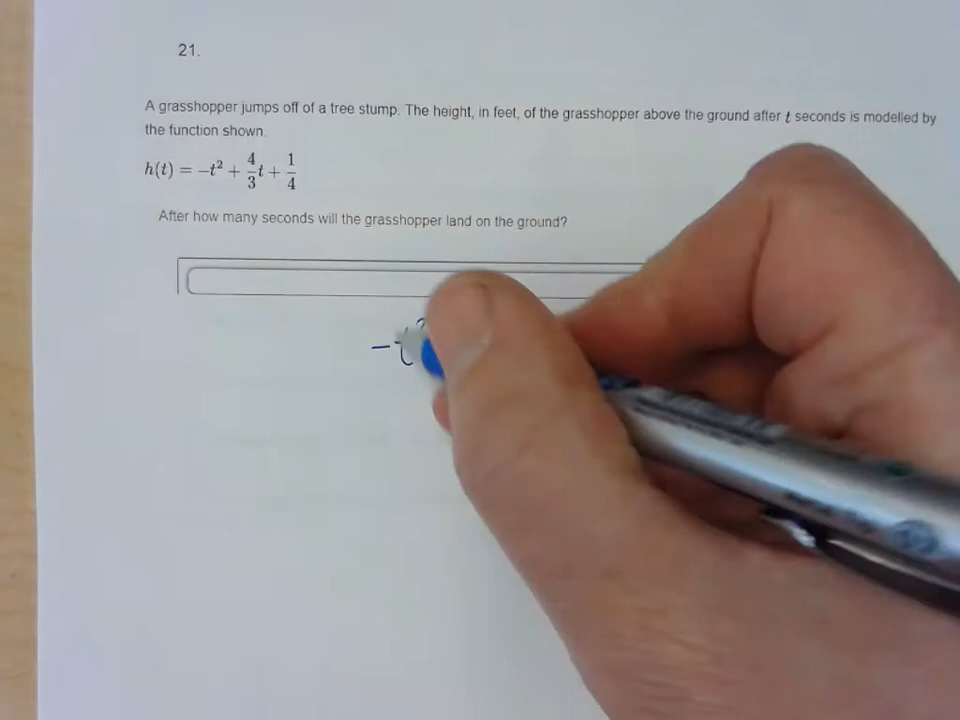 21.
A grasshopper jumps off of a tree stump. The height, in feet, of the grasshopper above the ground after t seconds is modelled by
the function shown.
h(t) = −t² + 4/3 t + 1/4
After how many seconds will the grasshopper land on the ground?
−t²